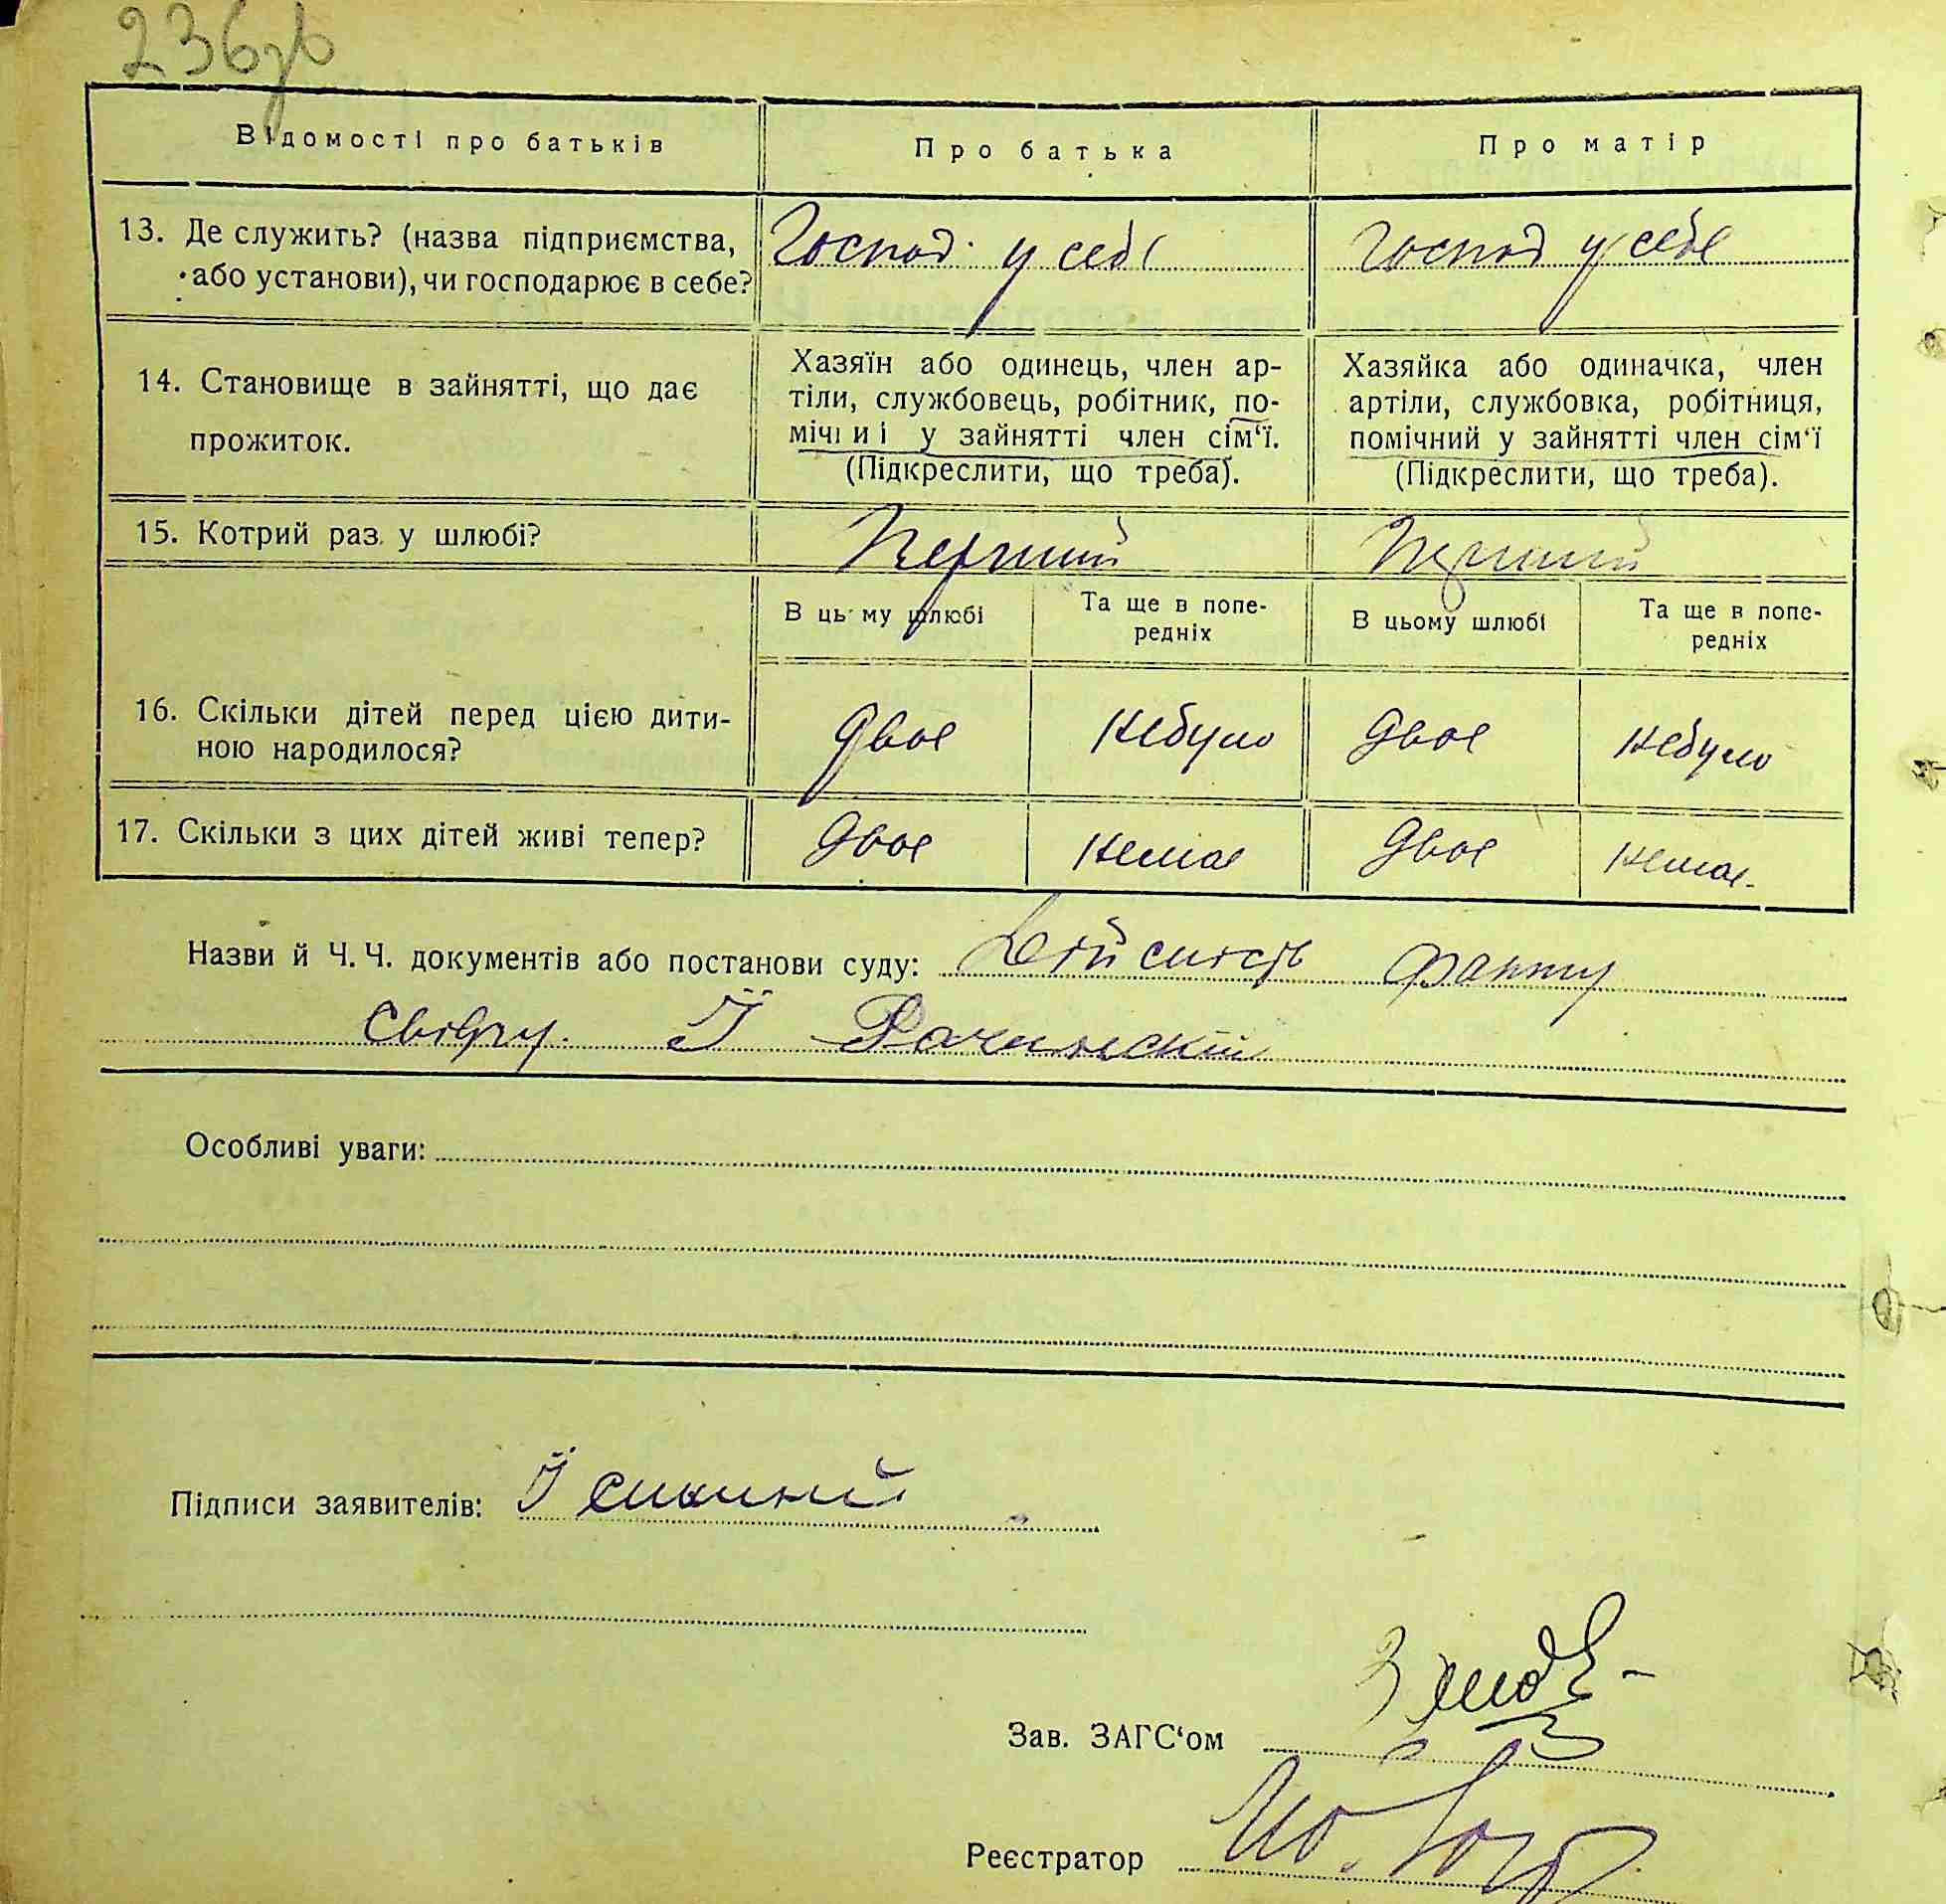 236зв
Відомості про батьків
Про батька
Про матір
13. Де служить? (назва підприємства,
або установи), чи господарює в себе?
Господ. у себе
Господ у себе
14. Становище в зайнятті, що дає
прожиток.
Хазяїн або одинець, член ар-
тіли, службовець, робітник, по-
мічниі у зайнятті член сім‘ї.
(Підкреслити, що треба).
Хазяйка або одиначка, член
артіли, службовка, робітниця,
помічний у зайнятті член сім‘ї
(Підкреслити, що треба).
15. Котрий раз у шлюбі?
Перший
Перший
В цьому шлюбі
Та ще в попе-
редніх
В цьому шлюбі
Та ще в попе-
редніх
16. Скільки дітей перед цією дити-
ною народилося?
Двоє
Небуло
Двоє
Небуло
17. Скільки з цих дітей живі тепер?
Двоє
Немає
Двоє
Немає
Назви й Ч. Ч. документів або постанови суду: Дійсність факту
Свідчу. Й Рачинский
Особливі уваги:
Підписи заявителів:
Зав. ЗАГС‘ом
Реєстратор